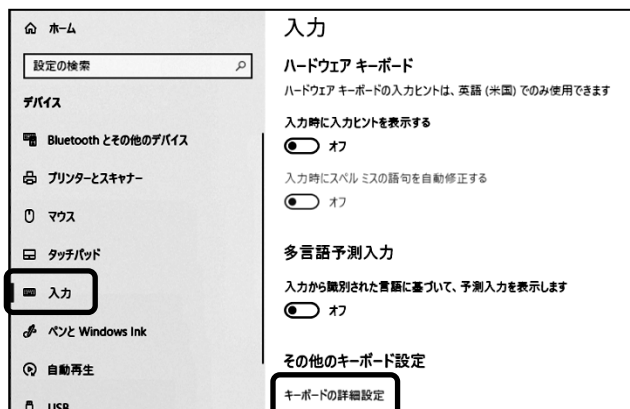 ホーム
設定の検索
デバイス
Bluetooth とその他のデバイス
プリンターとスキャナー
マウス
タッチパッド
入力
ペンと Windows Ink
自動再生
USB
入力
ハードウェア キーボード
ハードウェア キーボードの入力ヒントは、英語 (米国) でのみ使用できます
入力時に入力ヒントを表示する
オフ
入力時にスペル ミスの語句を自動修正する
オフ
多言語予測入力
入力から識別された言語に基づいて、予測入力を表示します
オフ
その他のキーボード設定
キーボードの詳細設定